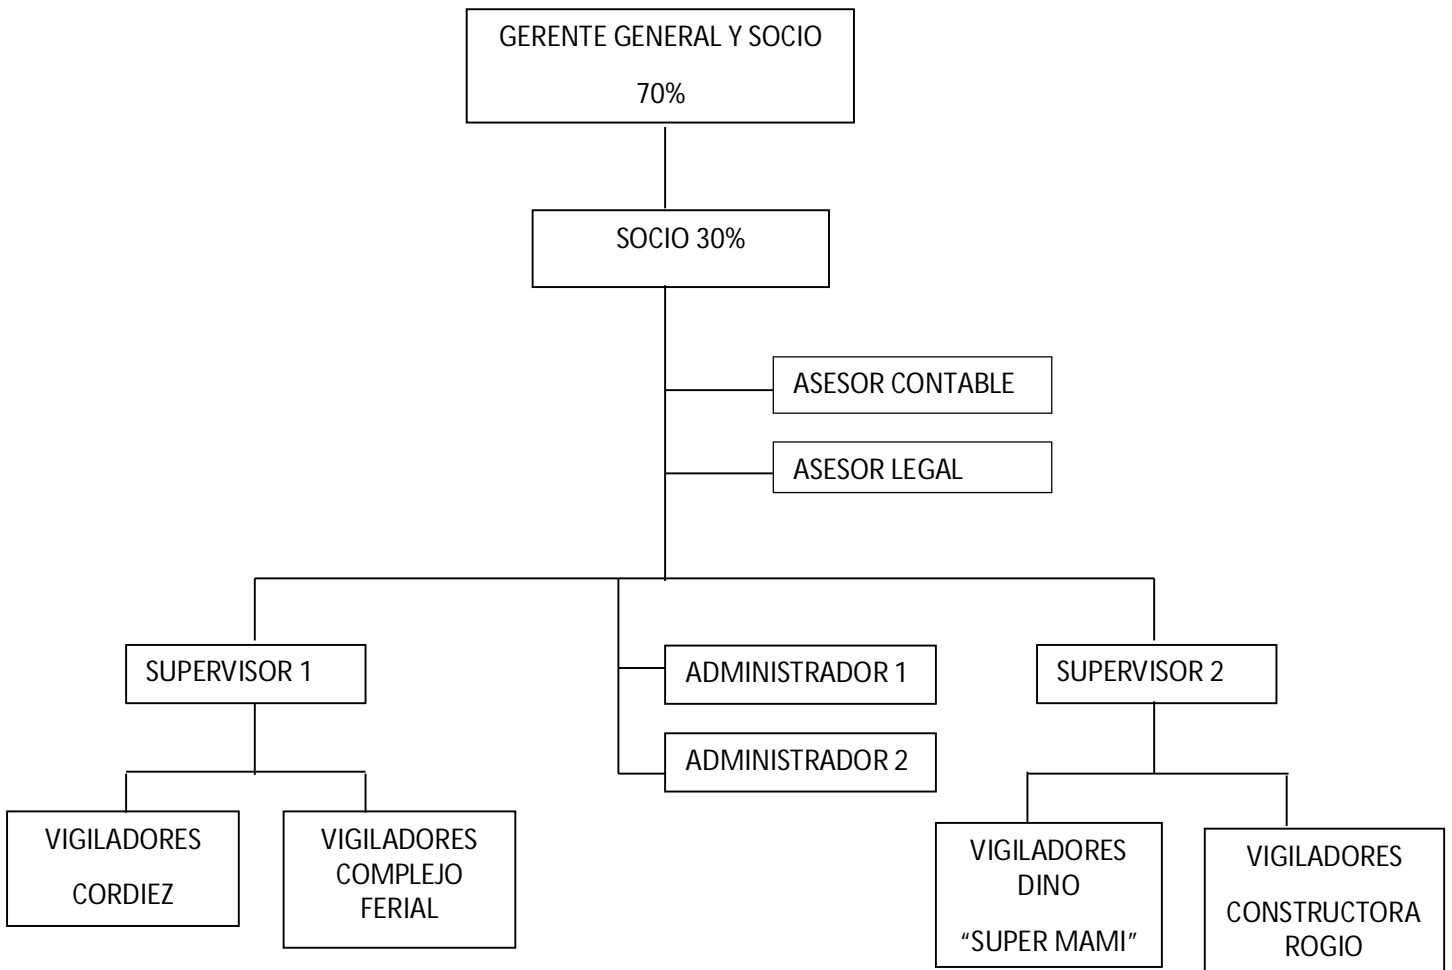 GERENTE GENERAL Y SOCIO
70%
SOCIO 30%
ASESOR CONTABLE
ASESOR LEGAL
SUPERVISOR 1
ADMINISTRADOR 1
SUPERVISOR 2
ADMINISTRADOR 2
VIGILADORES
CORDIEZ
VIGILADORES
COMPLEJO
FERIAL
VIGILADORES
DINO
“SUPER MAMI”
VIGILADORES
CONSTRUCTORA
ROGIO